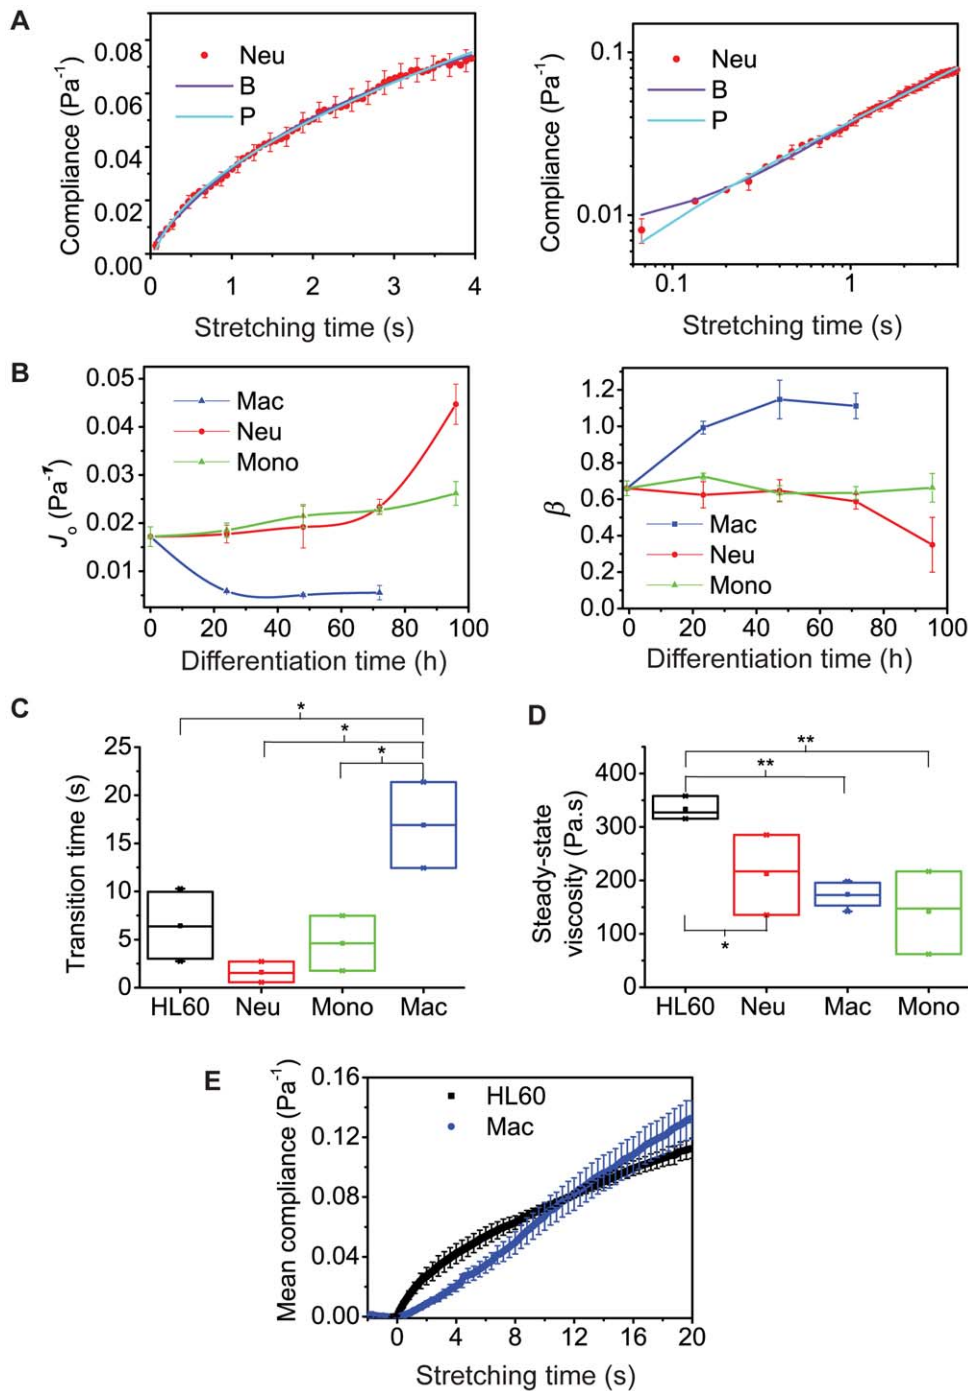 A
Compliance (Pa⁻¹)
0.08
0.06
0.04
0.02
0.00
Neu
B
P
0 1 2 3 4
Stretching time (s)
Compliance (Pa⁻¹)
0.1
0.01
Neu
B
P
0.1 1
Stretching time (s)
B
Jₒ (Pa⁻¹)
0.05
0.04
0.03
0.02
0.01
Mac
Neu
Mono
0 20 40 60 80 100
Differentiation time (h)
β
1.2
1.0
0.8
0.6
0.4
0.2
0.0
Mac
Neu
Mono
0 20 40 60 80 100
Differentiation time (h)
C
Transition time (s)
25
20
15
10
5
0
*
*
*
HL60 Neu Mono Mac
D
Steady-state
viscosity (Pa.s)
400
300
200
100
0
**
**
*
HL60 Neu Mac Mono
E
Mean compliance (Pa⁻¹)
0.16
0.12
0.08
0.04
0.00
HL60
Mac
0 4 8 12 16 20
Stretching time (s)